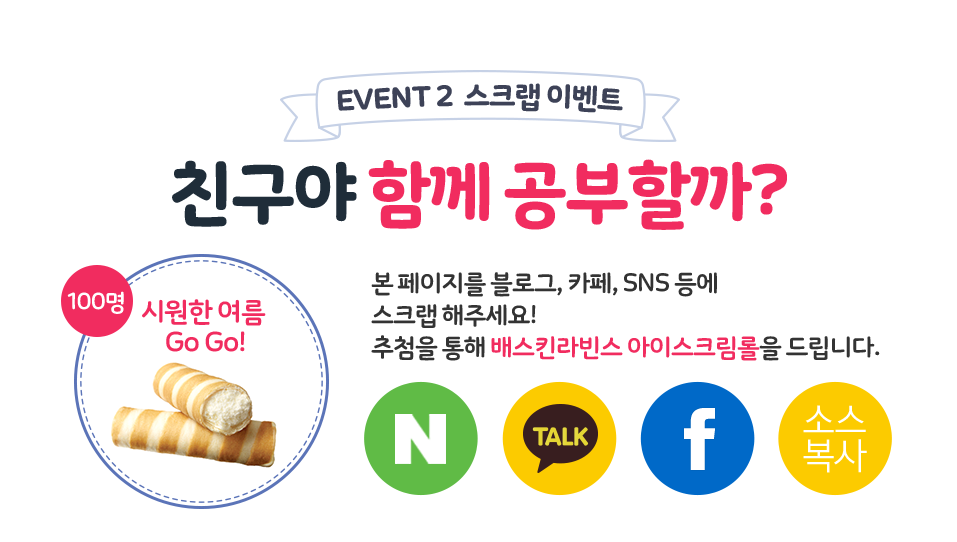 EVENT 2 스크랩 이벤트
친구야 함께 공부할까?
100명
시원한 여름
Go Go!
본 페이지를 블로그, 카페, SNS 등에
스크랩 해주세요!
추첨을 통해 배스킨라빈스 아이스크림롤을 드립니다.
N
TALK
f
소스
복사